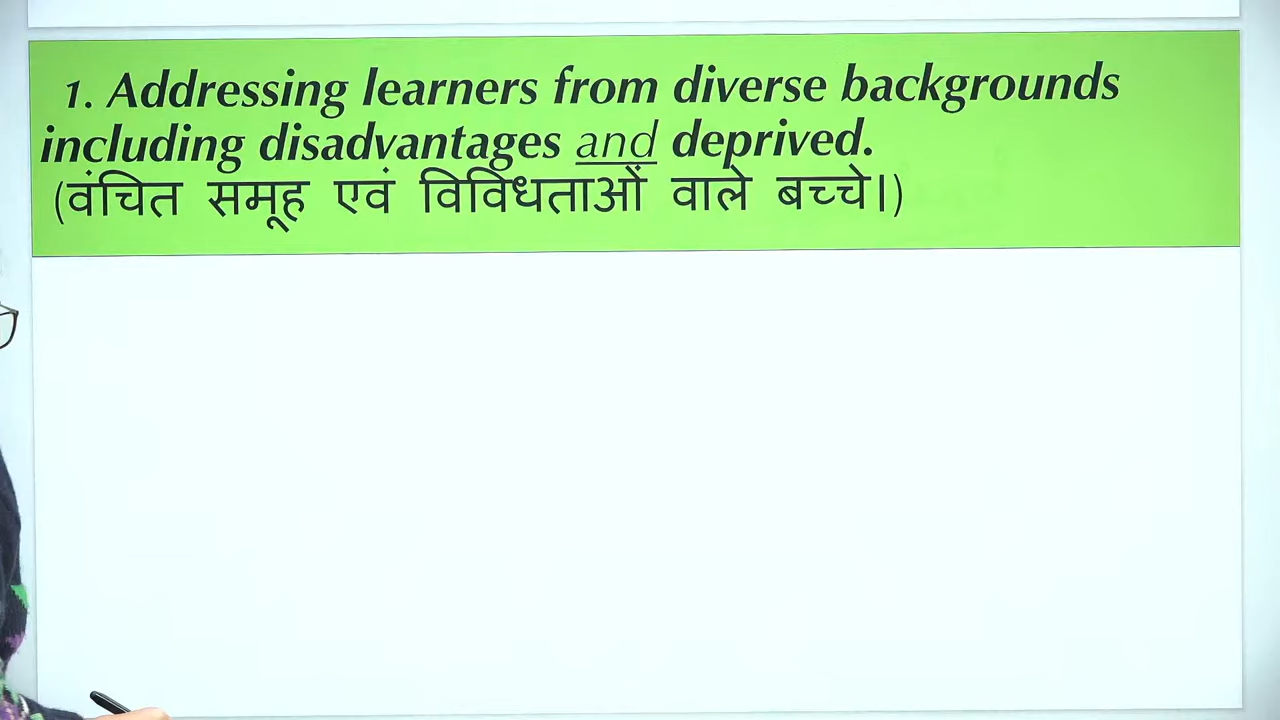 1. Addressing learners from diverse backgrounds
including disadvantages and deprived.
(वंचित समूह एवं विविधताओं वाले बच्चे।)